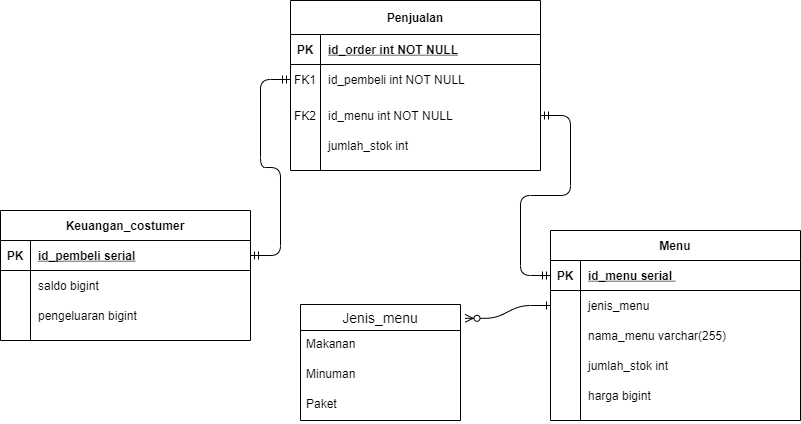 Penjualan
PK id_order int NOT NULL
FK1 id_pembeli int NOT NULL
FK2 id_menu int NOT NULL
jumlah_stok int
Keuangan_costumer
PK id_pembeli serial
saldo bigint
pengeluaran bigint
Menu
PK id_menu serial
jenis_menu
nama_menu varchar(255)
jumlah_stok int
harga bigint
Jenis_menu
Makanan
Minuman
Paket